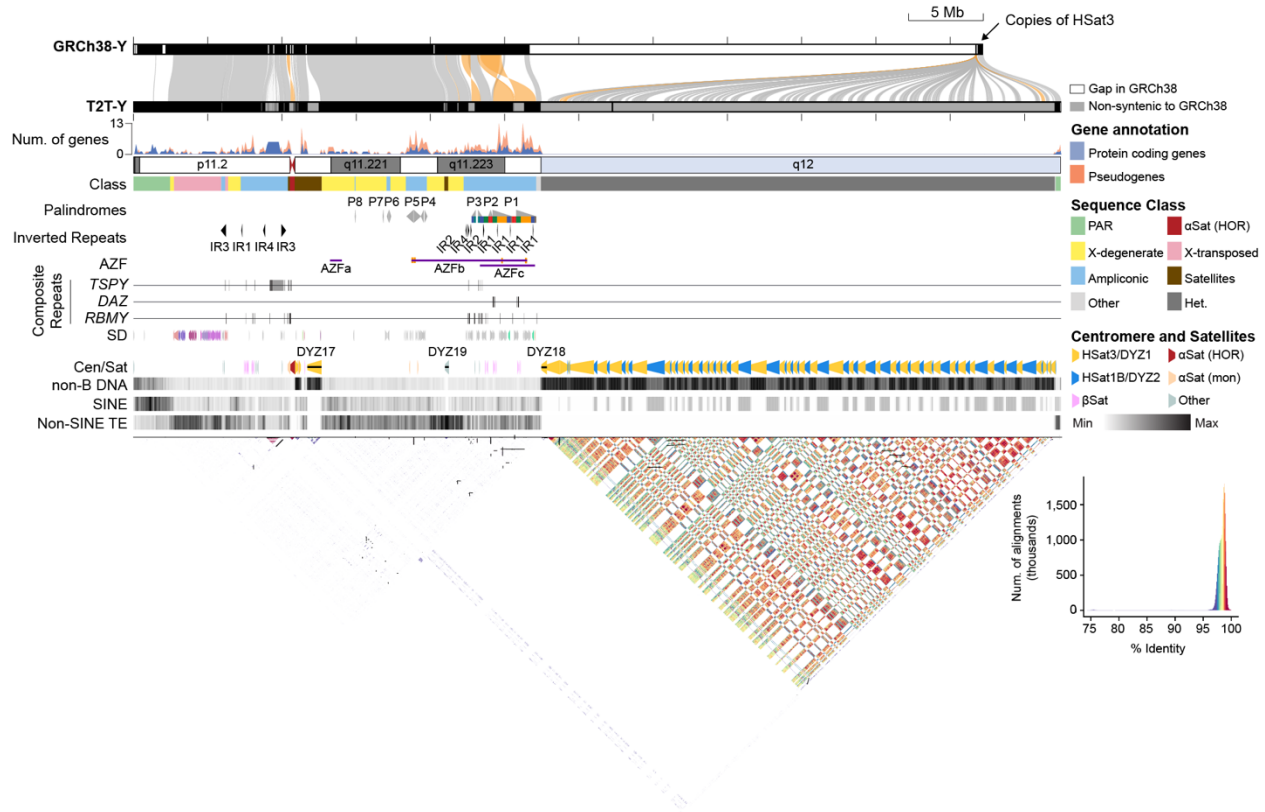 5 Mb
Copies of HSat3
GRCh38-Y
T2T-Y
Gap in GRCh38
Non-syntenic to GRCh38
13
Num. of genes
0
Gene annotation
Protein coding genes
Pseudogenes
p11.2
q11.221
q11.223
q12
Class
Palindromes
P8 P7 P6 P5 P4 P3 P2 P1
Inverted Repeats
IR3 IR1 IR4 IR3 IR2 IR4 IR2 IR1 IR1 IR1 IR1
Sequence Class
PAR
αSat (HOR)
X-degenerate
X-transposed
Ampliconic
Satellites
Other
Het.
AZF
AZFa
AZFb
AZFc
Composite
Repeats
TSPY
DAZ
RBMY
SD
DYZ17
DYZ19
DYZ18
Cen/Sat
non-B DNA
SINE
Non-SINE TE
Centromere and Satellites
HSat3/DYZ1
αSat (HOR)
HSat1B/DYZ2
αSat (mon)
βSat
Other
Min
Max
Num. of alignments
(thousands)
1,500
1,000
500
0
75 80 85 90 95 100
% Identity